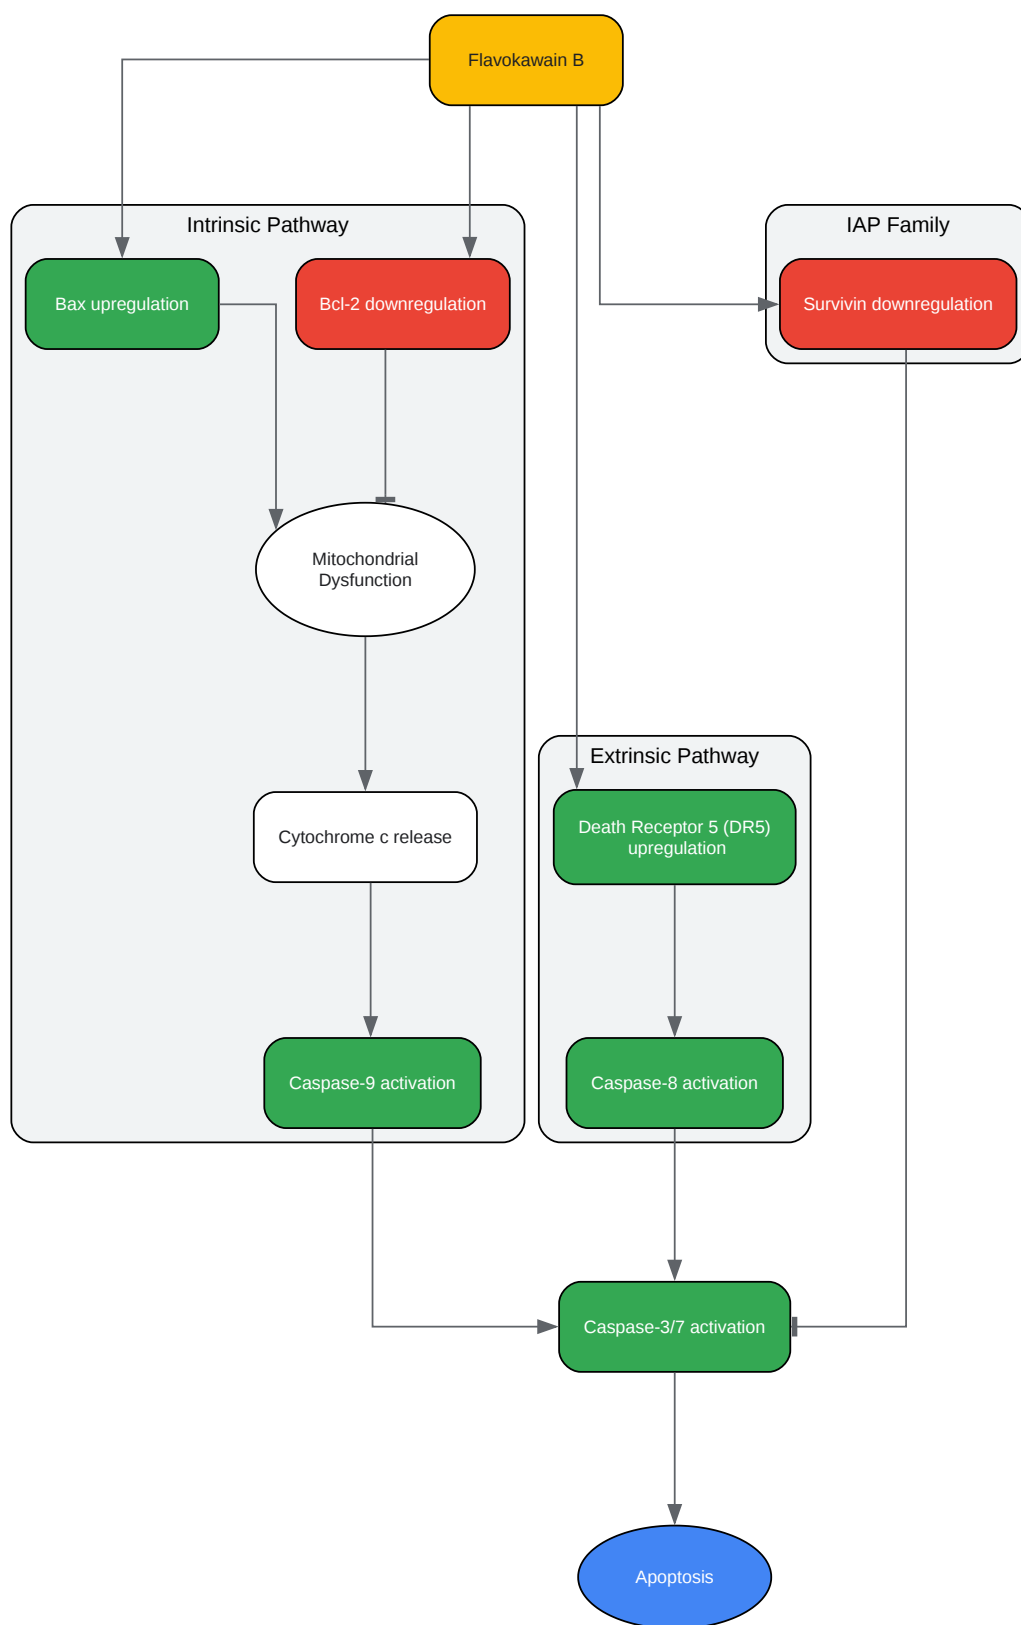 Flavokawain B
Intrinsic Pathway
IAP Family
Bax upregulation
Bcl-2 downregulation
Survivin downregulation
Mitochondrial
Dysfunction
Extrinsic Pathway
Cytochrome c release
Death Receptor 5 (DR5)
upregulation
Caspase-9 activation
Caspase-8 activation
Caspase-3/7 activation
Apoptosis